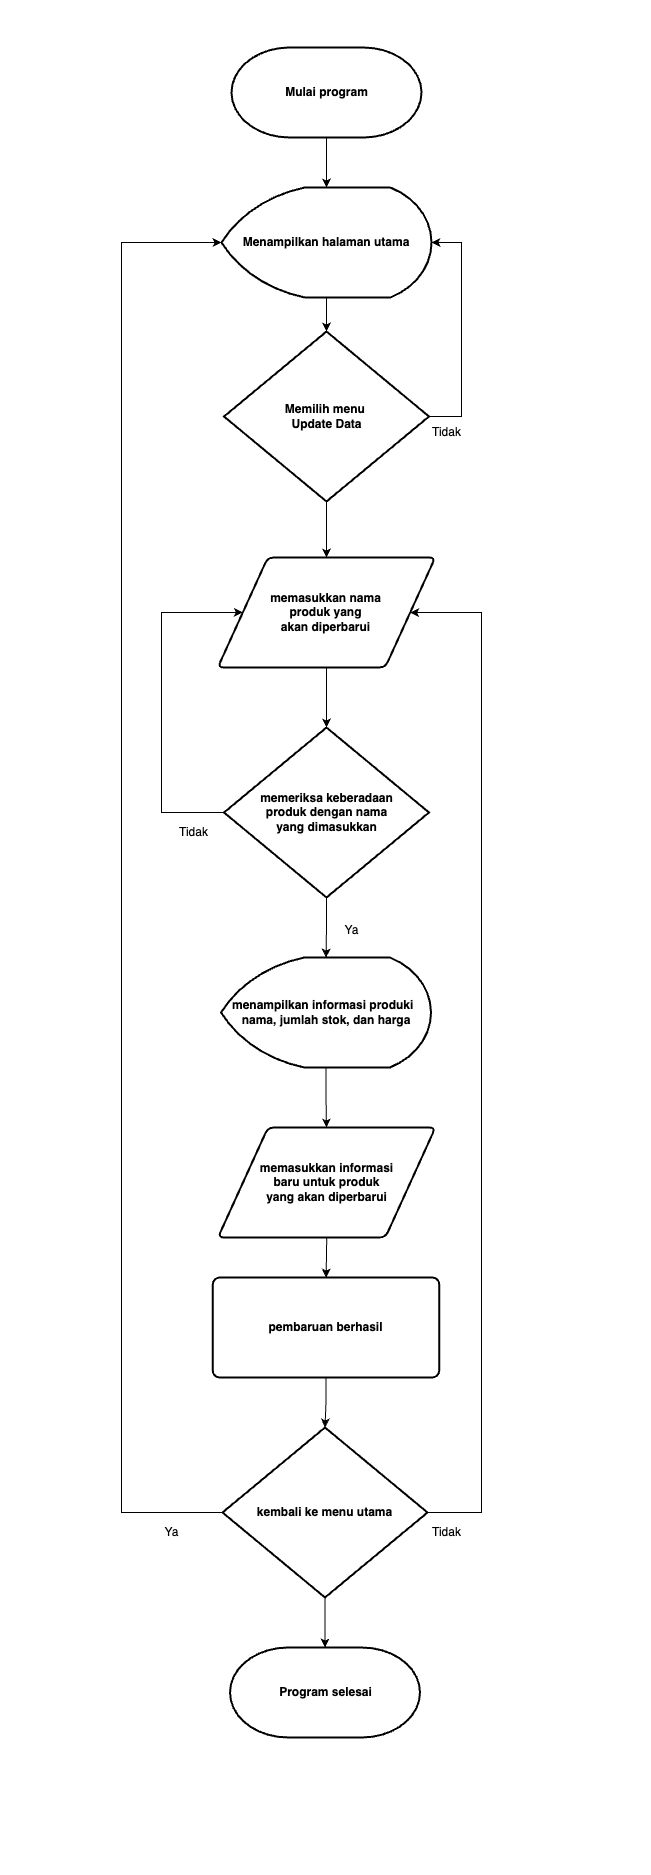 Mulai program
Menampilkan halaman utama
Memilih menu
Update Data
Tidak
memasukkan nama
produk yang
akan diperbarui
memeriksa keberadaan
produk dengan nama
yang dimasukkan
Tidak
Ya
menampilkan informasi produki
nama, jumlah stok, dan harga
memasukkan informasi
baru untuk produk
yang akan diperbarui
pembaruan berhasil
kembali ke menu utama
Ya
Tidak
Program selesai